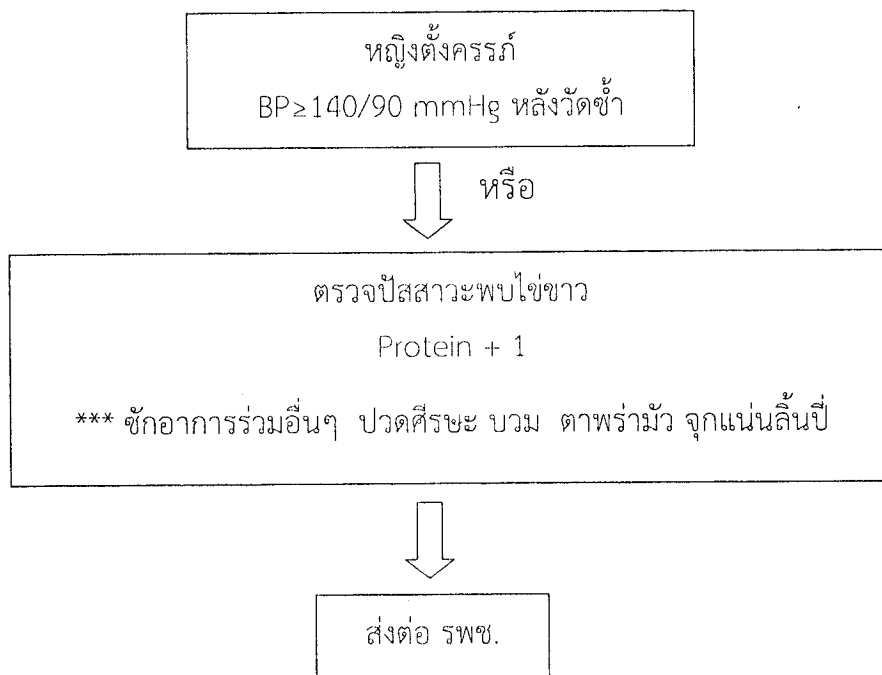 หญิงตั้งครรภ์
BP≥140/90 mmHg หลังวัดซ้ำ
หรือ
ตรวจปัสสาวะพบไข่ขาว
Protein + 1
*** ซักอาการร่วมอื่นๆ ปวดศีรษะ บวม ตาพร่ามัว จุกแน่นลิ้นปี่
ส่งต่อ รพช.